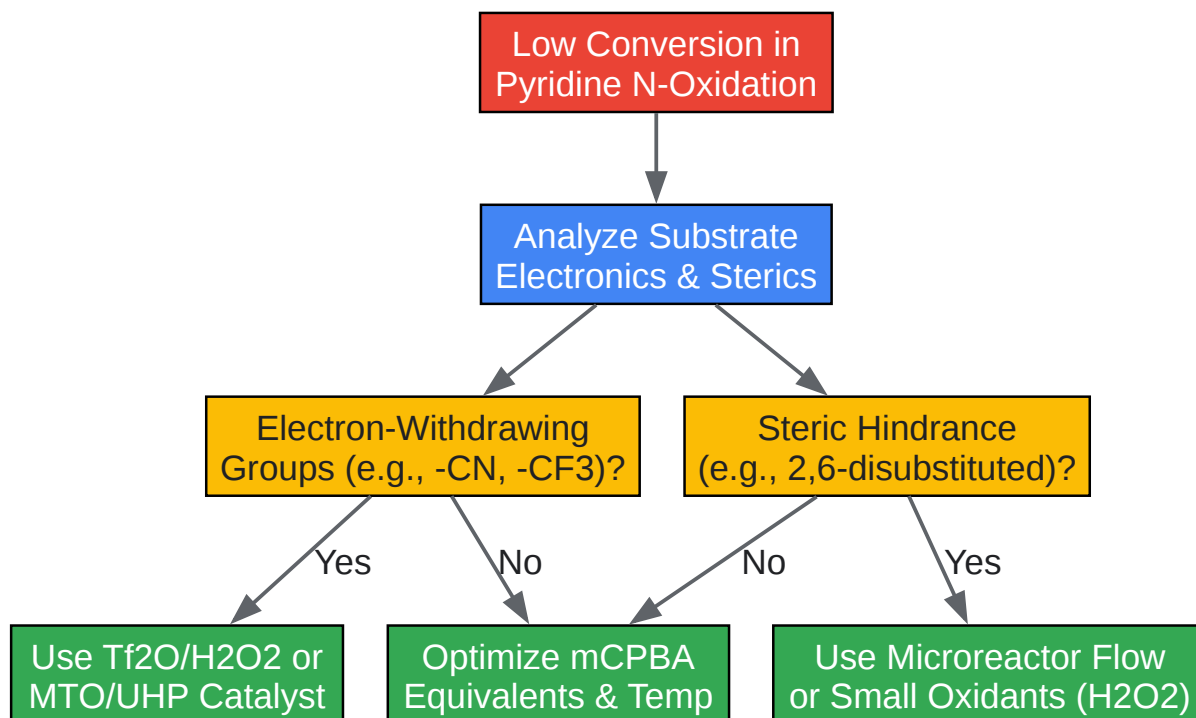 Low Conversion in
Pyridine N-Oxidation
Analyze Substrate
Electronics & Sterics
Electron-Withdrawing
Groups (e.g., -CN, -CF3)?
Steric Hindrance
(e.g., 2,6-disubstituted)?
Yes
No
No
Yes
Use Tf2O/H2O2 or
MTO/UHP Catalyst
Optimize mCPBA
Equivalents & Temp
Use Microreactor Flow
or Small Oxidants (H2O2)